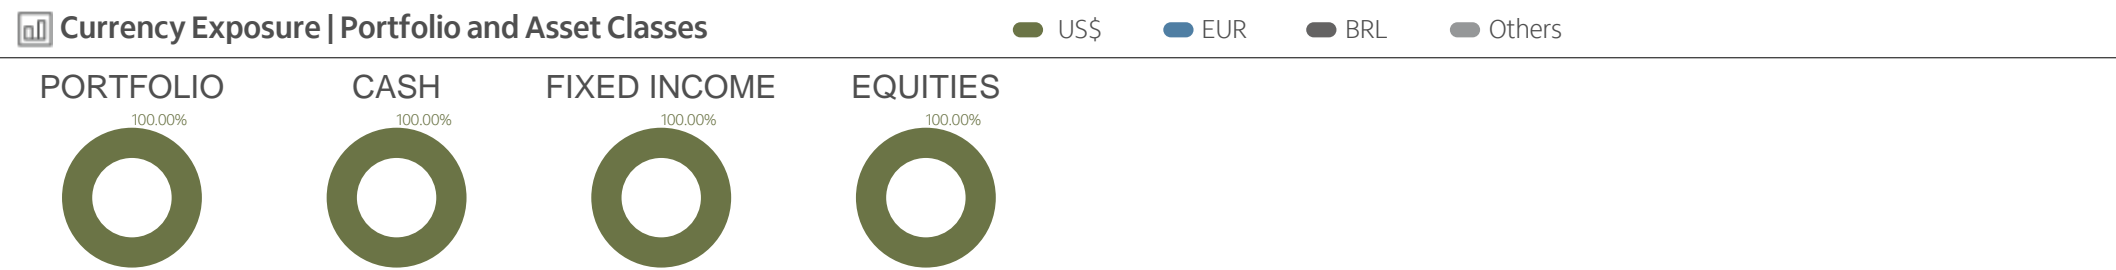 Currency Exposure | Portfolio and Asset Classes
US$ EUR BRL Others
PORTFOLIO CASH FIXED INCOME EQUITIES
100.00% 100.00% 100.00% 100.00%